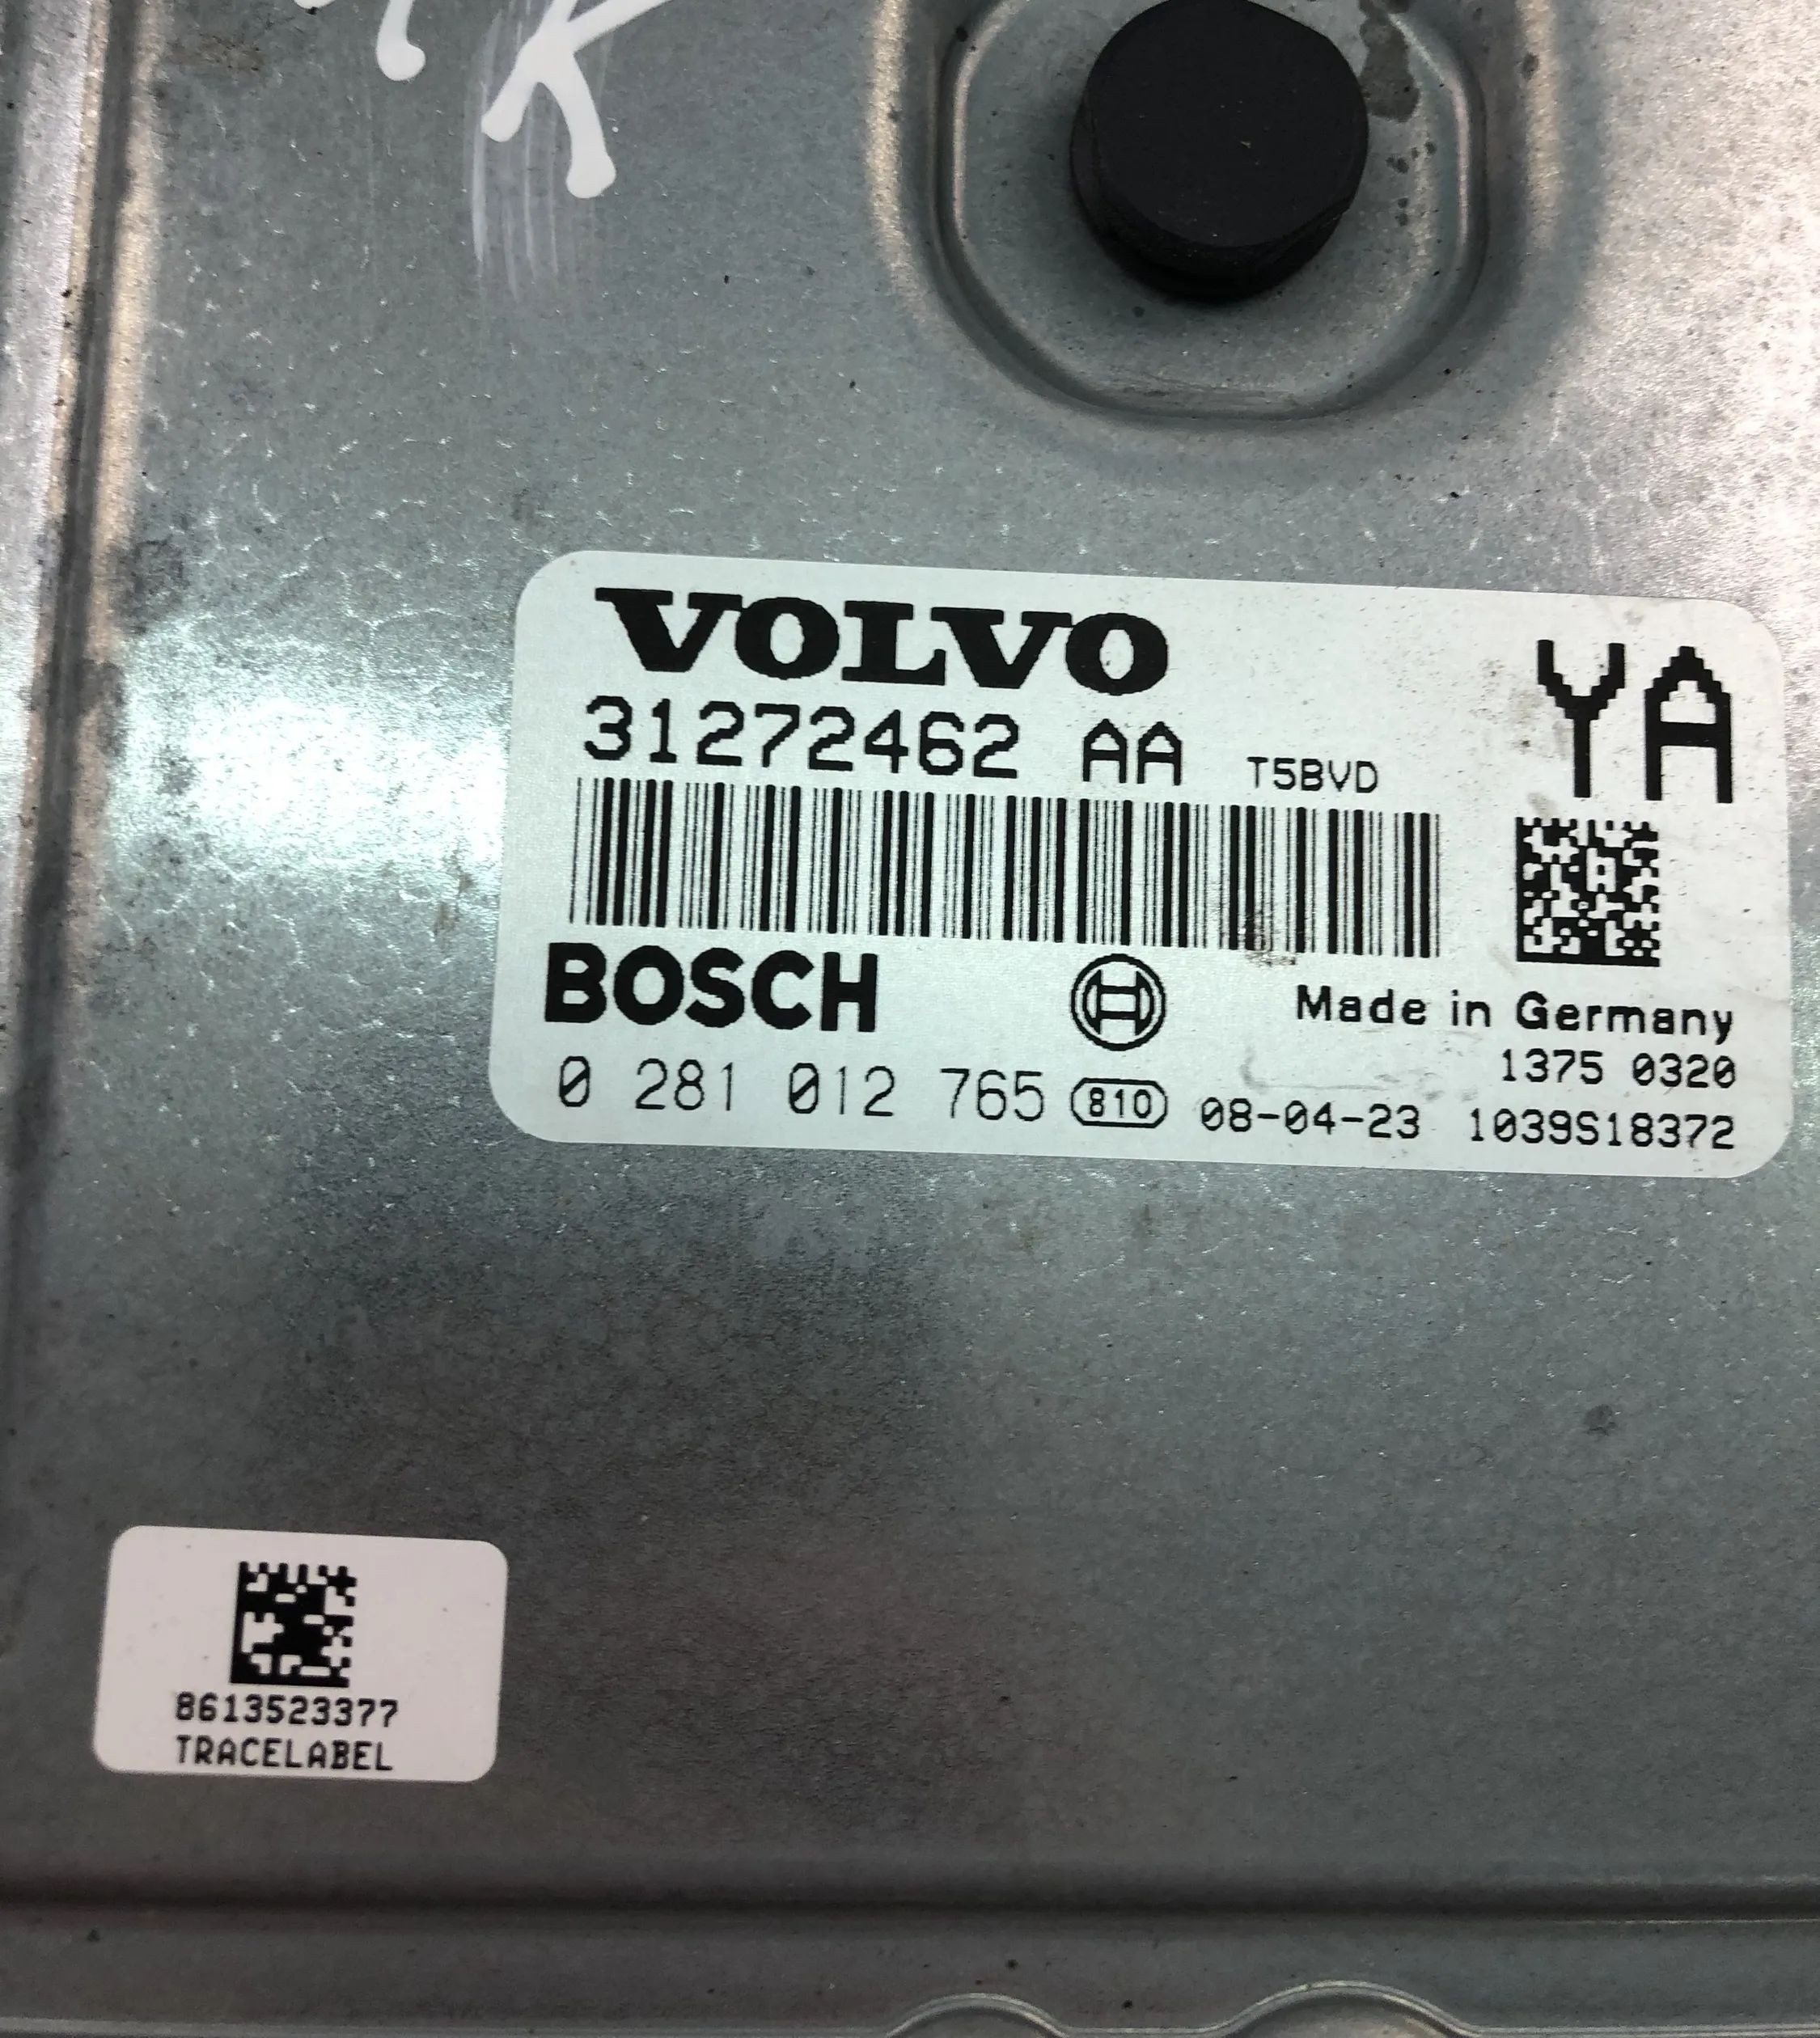 K
VOLVO
31272462 AA T5BVD
YA
BOSCH
Made in Germany
1375 0320
0 281 012 765 810 08-04-23 1039S18372
8613523377
TRACELABEL